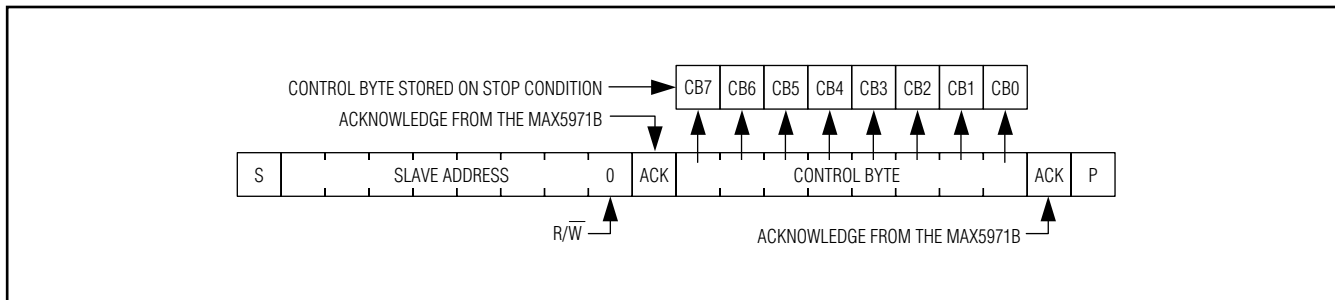 CONTROL BYTE STORED ON STOP CONDITION CB7 CB6 CB5 CB4 CB3 CB2 CB1 CB0
ACKNOWLEDGE FROM THE MAX5971B
S SLAVE ADDRESS 0 ACK CONTROL BYTE ACK P
R/W̅ ACKNOWLEDGE FROM THE MAX5971B